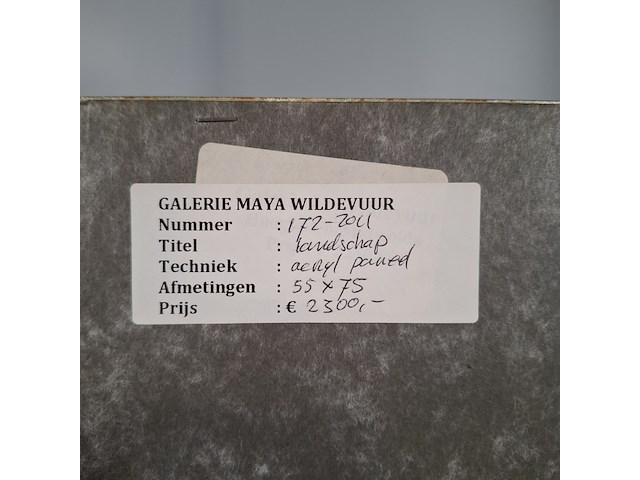 GALERIE MAYA WILDEVUUR
Nummer : 172-2011
Titel : landschap
Techniek : acryl paneel
Afmetingen : 55 x 75
Prijs : € 2300,-